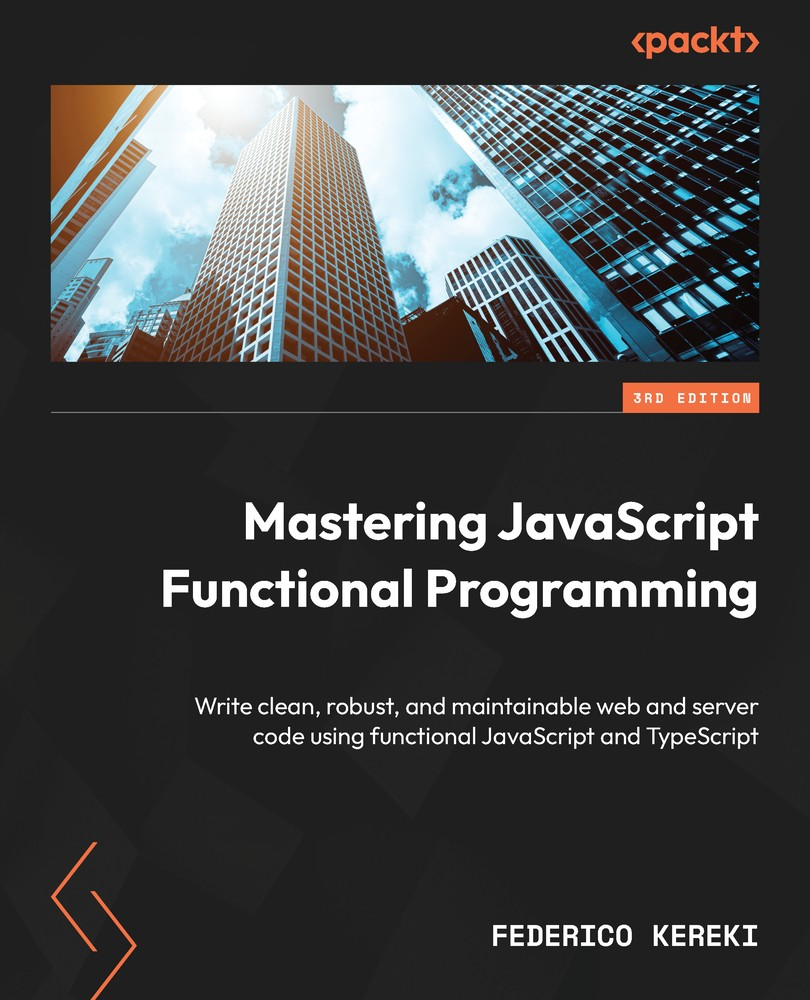 <packt>
3RD EDITION
Mastering JavaScript
Functional Programming
Write clean, robust, and maintainable web and server
code using functional JavaScript and TypeScript
FEDERICO KEREKI